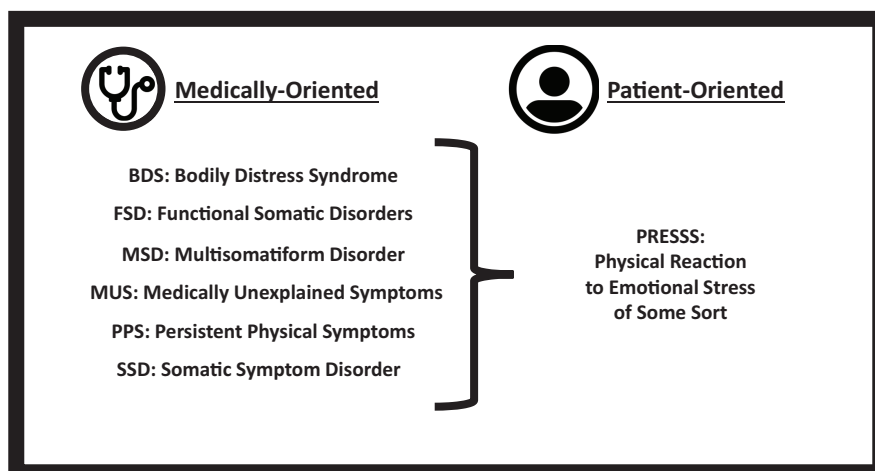 Medically-Oriented
BDS: Bodily Distress Syndrome
FSD: Functional Somatic Disorders
MSD: Multisomatiform Disorder
MUS: Medically Unexplained Symptoms
PPS: Persistent Physical Symptoms
SSD: Somatic Symptom Disorder
Patient-Oriented
PRESSS:
Physical Reaction
to Emotional Stress
of Some Sort